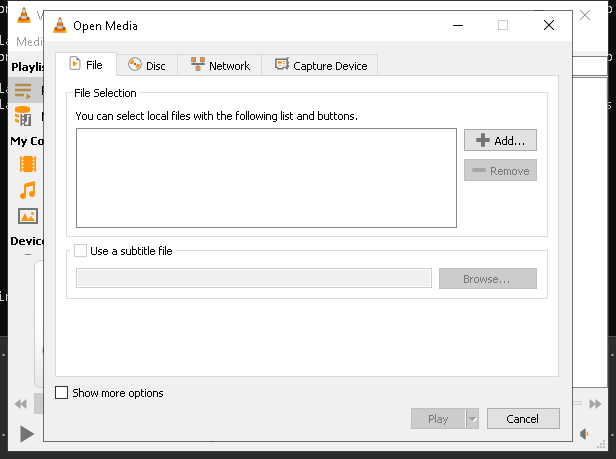 Open Media
Medi
File
Disc
Network
Capture Device
Playlis
File Selection
You can select local files with the following list and buttons.
Add...
Remove
My Co
Device
Use a subtitle file
Browse...
Show more options
Play
Cancel